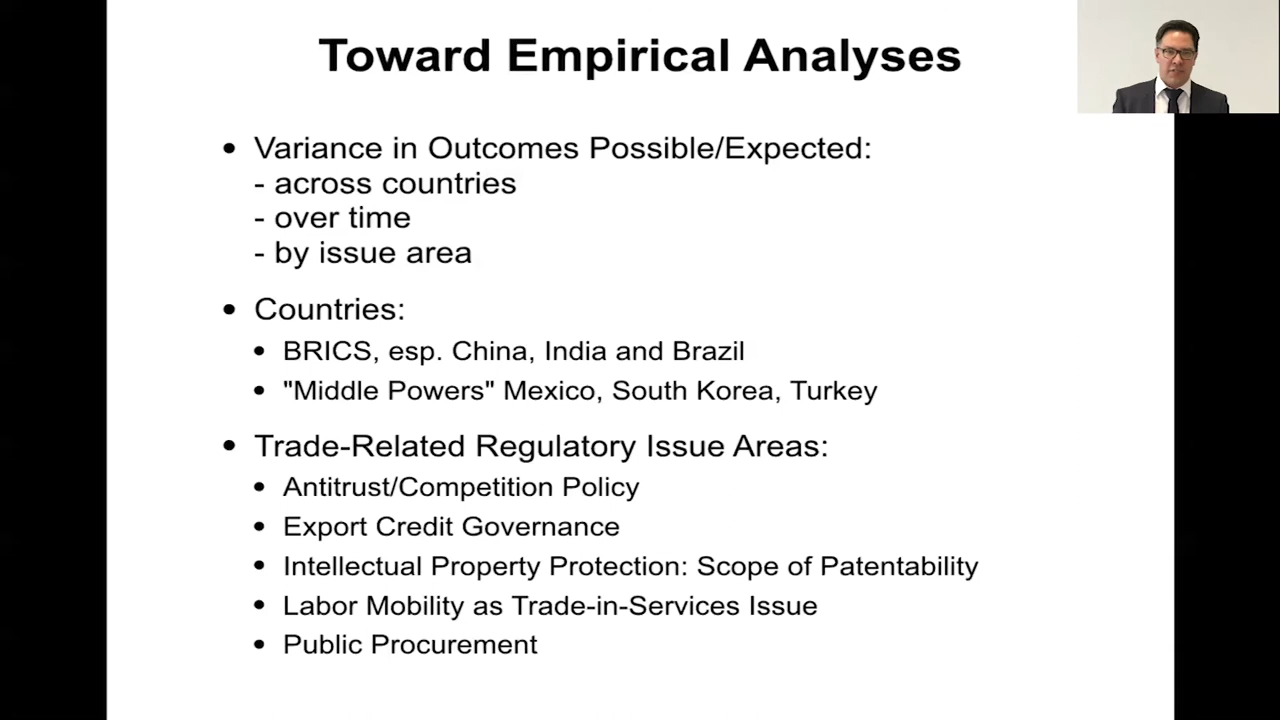 Toward Empirical Analyses
• Variance in Outcomes Possible/Expected:
- across countries
- over time
- by issue area
• Countries:
• BRICS, esp. China, India and Brazil
• "Middle Powers" Mexico, South Korea, Turkey
• Trade-Related Regulatory Issue Areas:
• Antitrust/Competition Policy
• Export Credit Governance
• Intellectual Property Protection: Scope of Patentability
• Labor Mobility as Trade-in-Services Issue
• Public Procurement